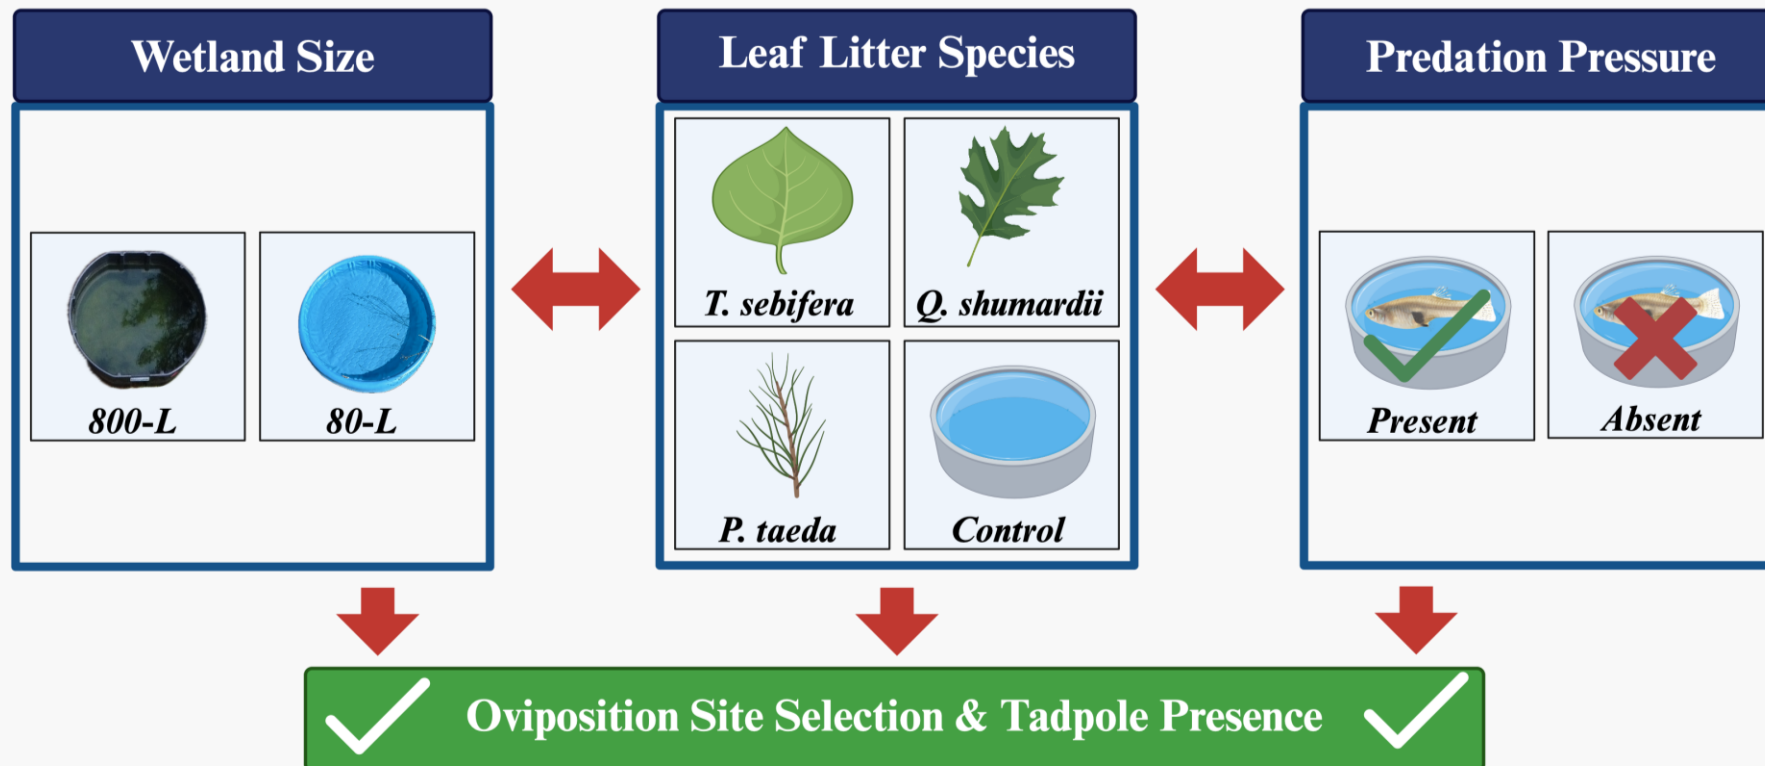 Wetland Size
Leaf Litter Species
Predation Pressure
T. sebifera
Q. shumardii
800-L
80-L
P. taeda
Control
Present
Absent
Oviposition Site Selection & Tadpole Presence